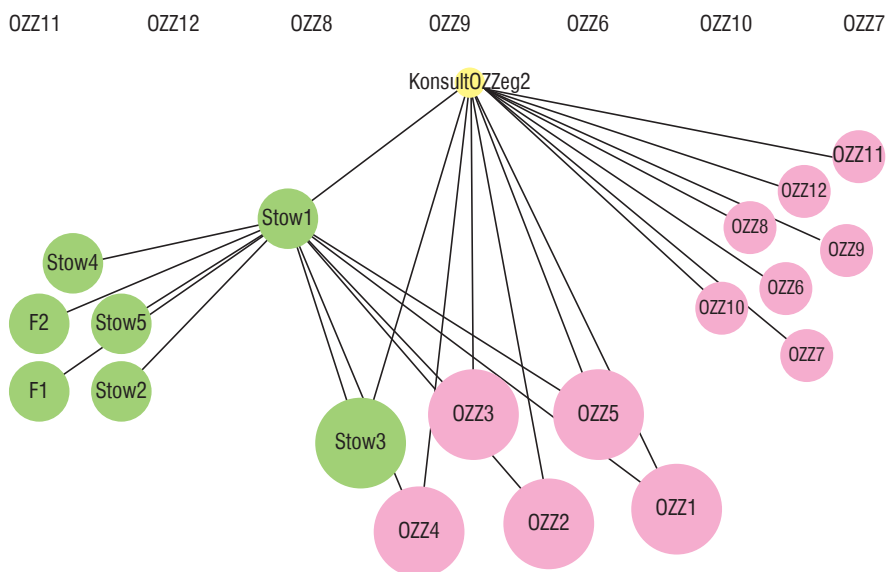 OZZ11 OZZ12 OZZ8 OZZ9 OZZ6 OZZ10 OZZ7
KonsultOZZeg2
OZZ11
OZZ12
Stow1
OZZ8
OZZ9
Stow4
OZZ6
OZZ10
F2
Stow5
OZZ7
F1
Stow2
OZZ3
OZZ5
Stow3
OZZ1
OZZ2
OZZ4